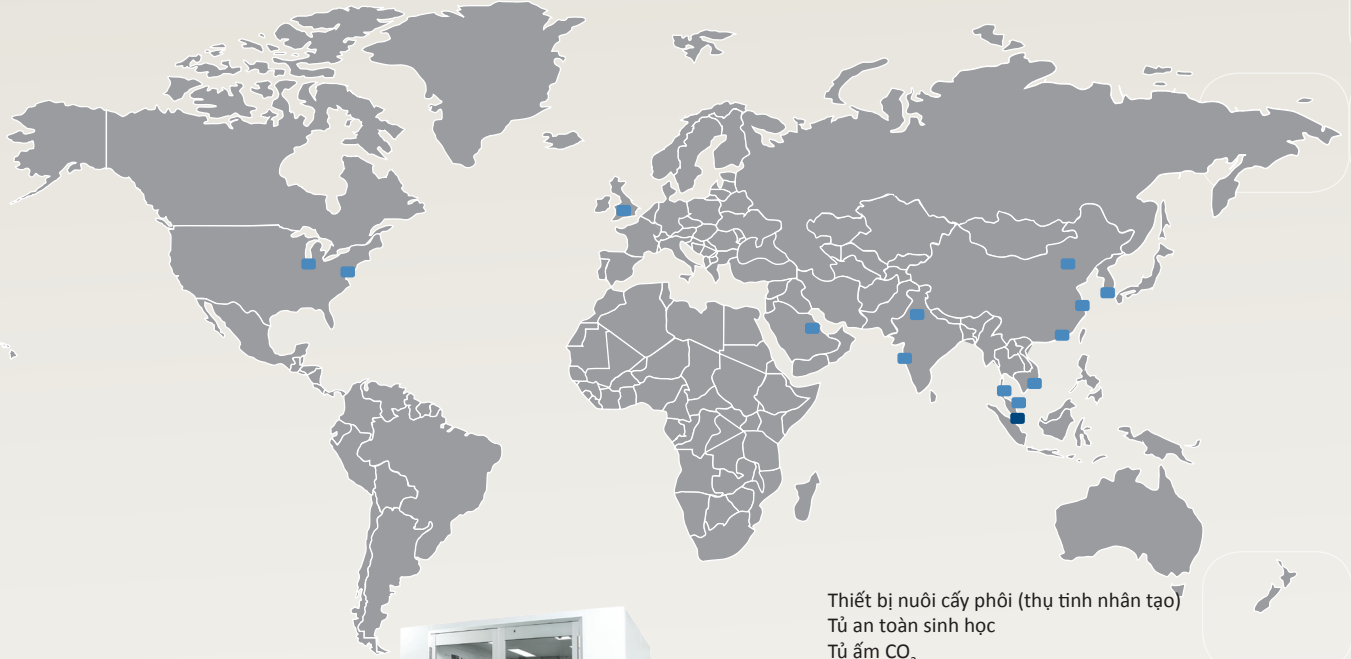 Thiết bị nuôi cấy phôi (thụ tinh nhân tạo)
Tủ an toàn sinh học
Tủ ấm CO₂